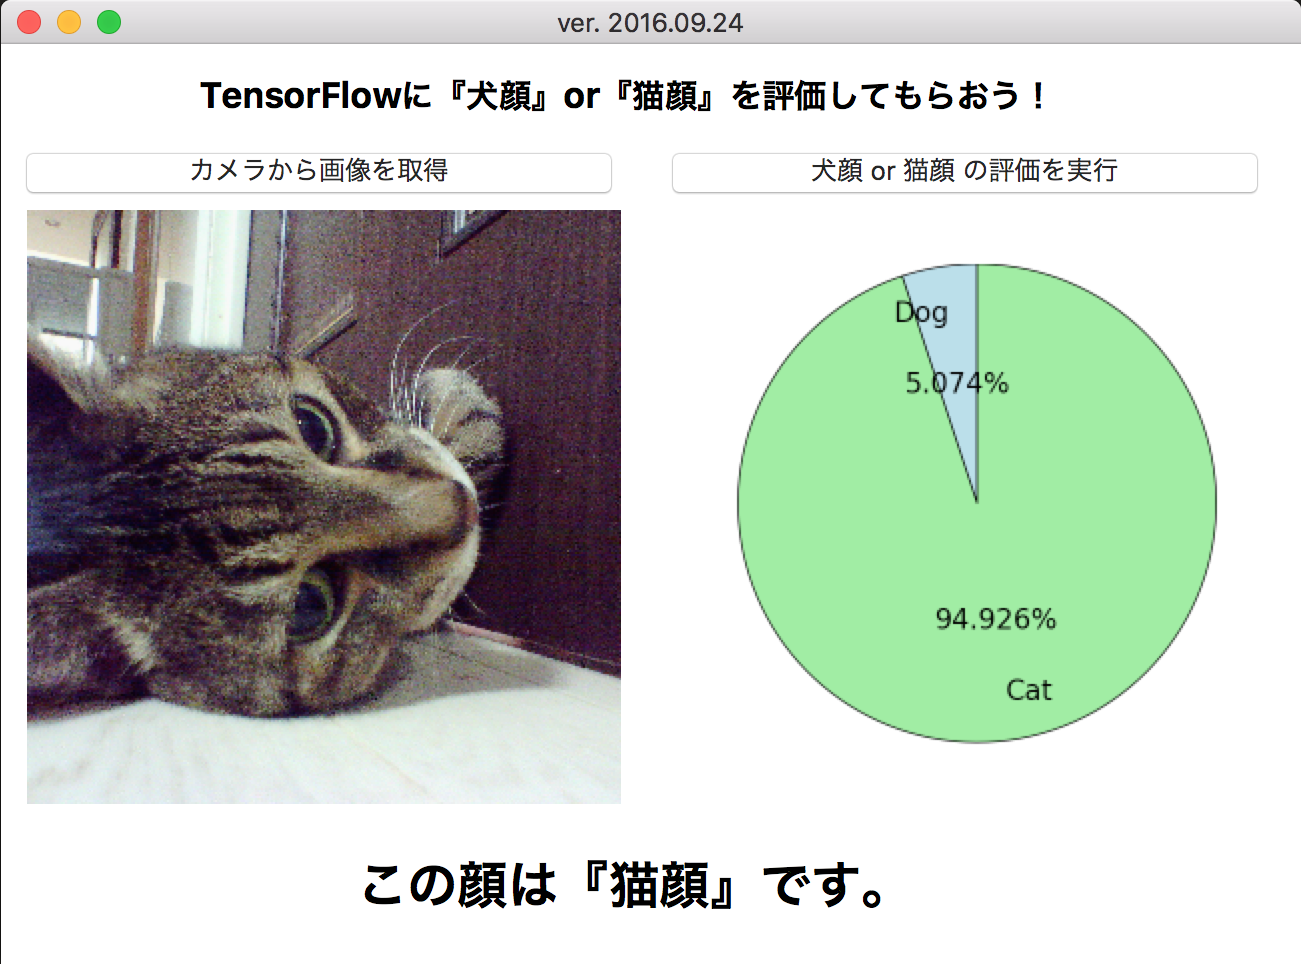 ver. 2016.09.24
TensorFlowに『犬顔』or『猫顔』を評価してもらおう！
カメラから画像を取得
犬顔 or 猫顔 の評価を実行
Dog
5.074%
94.926%
Cat
この顔は『猫顔』です。